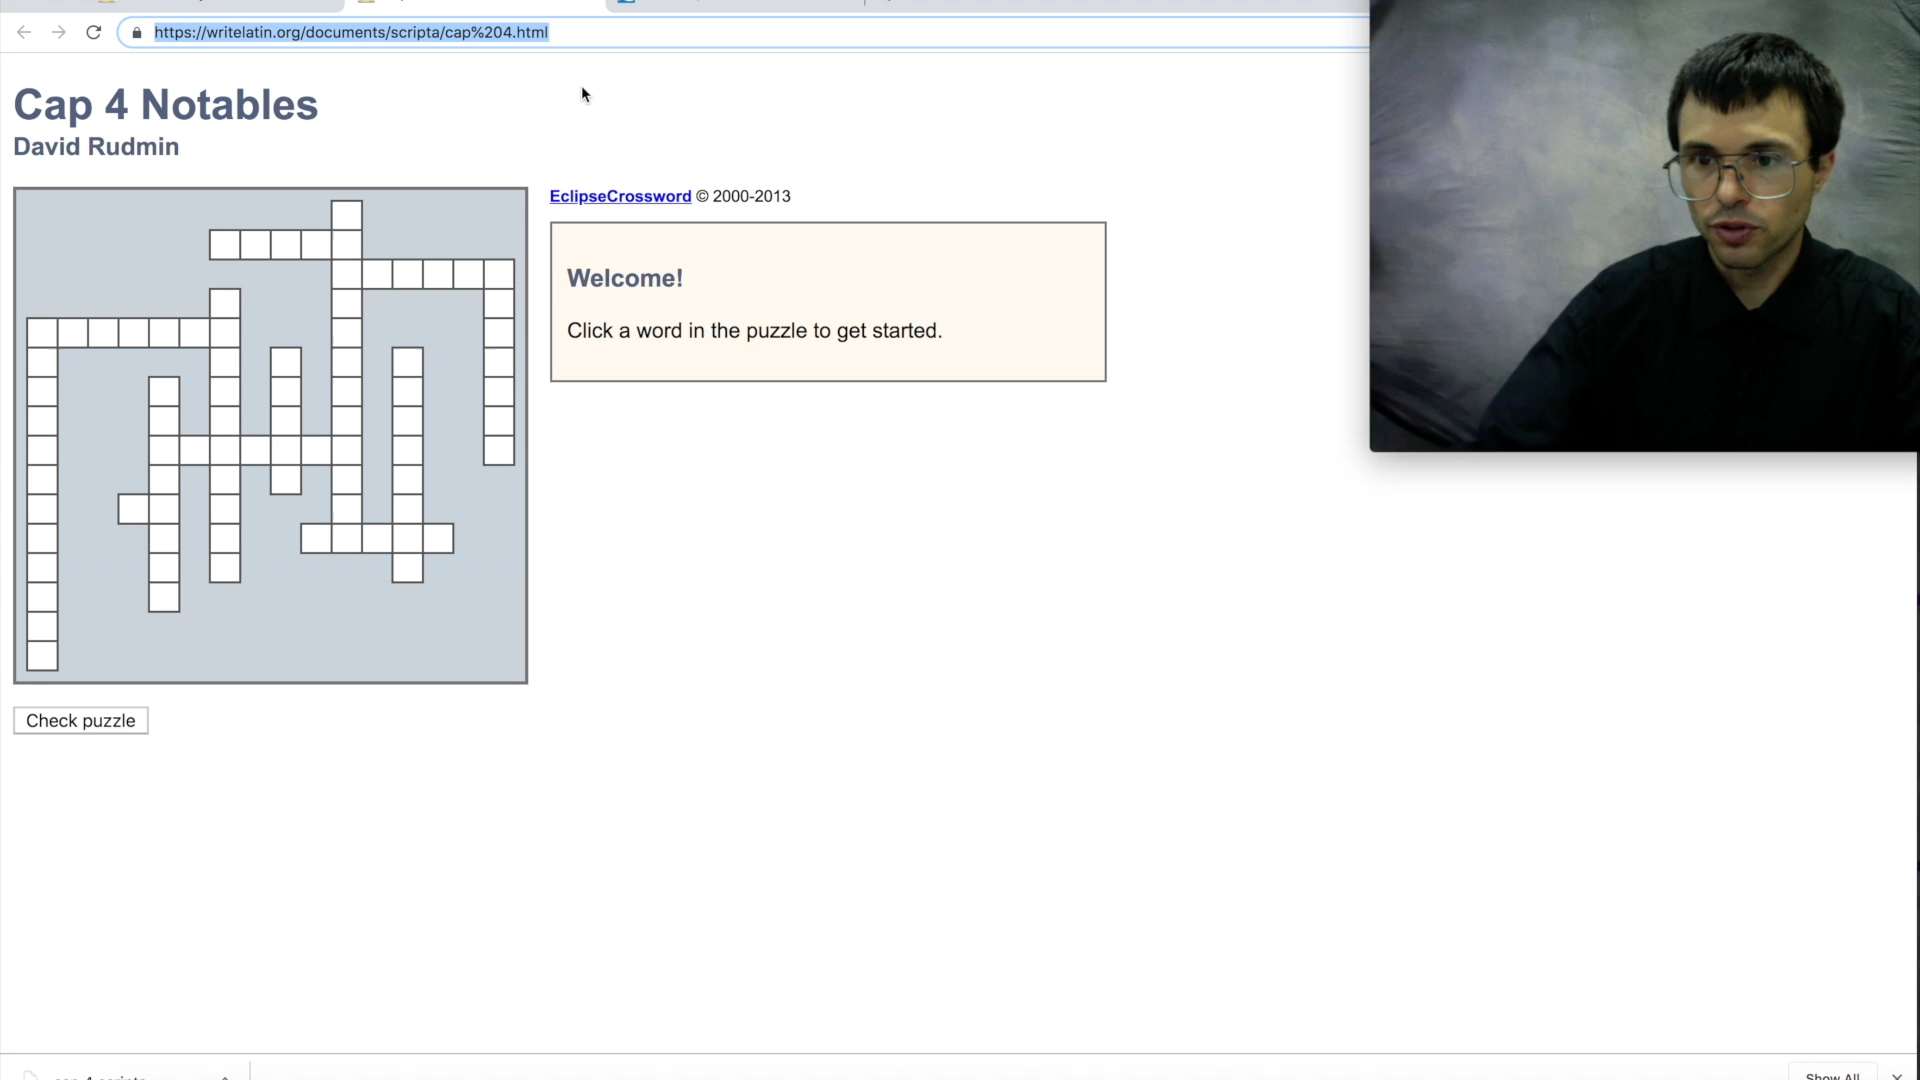 https://writelatin.org/documents/scripta/cap%204.html
Cap 4 Notables
David Rudmin
EclipseCrossword © 2000-2013
Welcome!
Click a word in the puzzle to get started.
Check puzzle
Show All